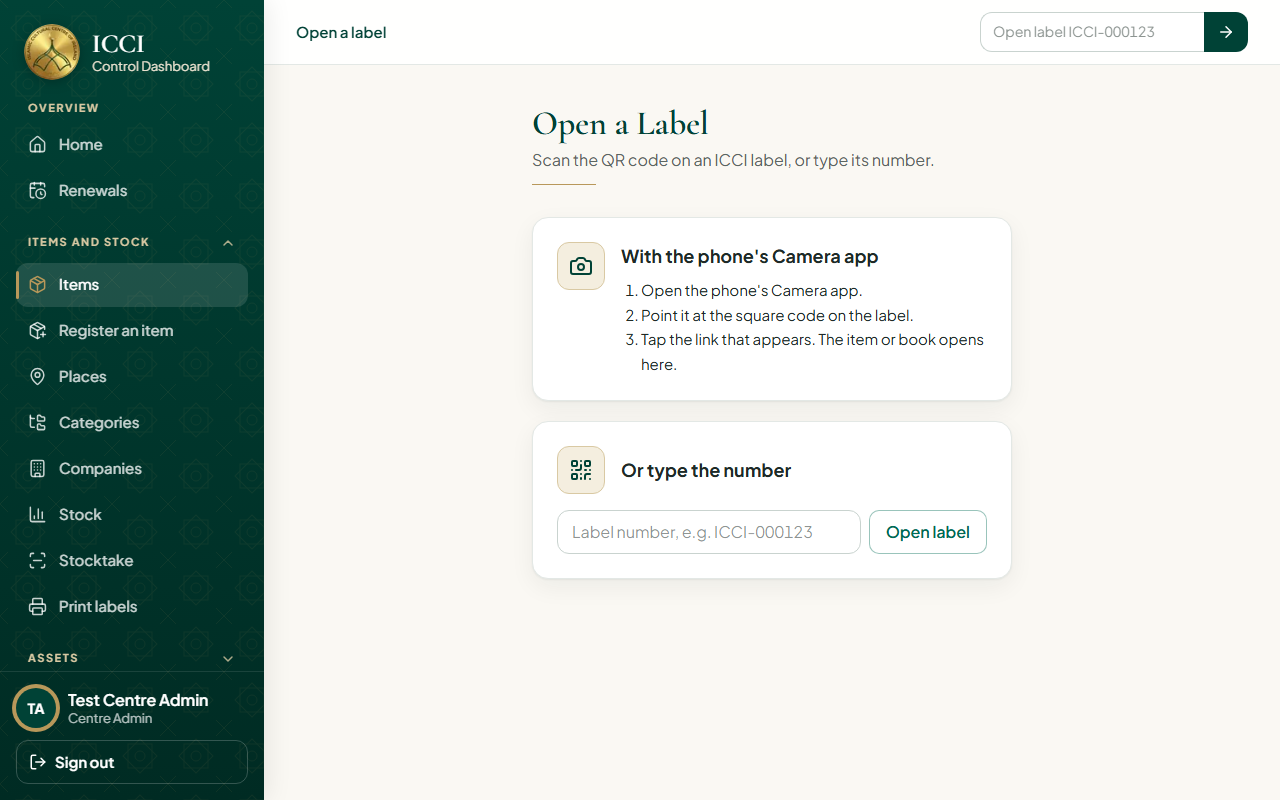 ICCI
Control Dashboard
OVERVIEW
Home
Renewals
ITEMS AND STOCK
Items
Register an item
Places
Categories
Companies
Stock
Stocktake
Print labels
ASSETS
TA
Test Centre Admin
Centre Admin
Sign out
Open a label
Open label ICCI-000123
Open a Label
Scan the QR code on an ICCI label, or type its number.
With the phone's Camera app
1. Open the phone's Camera app.
2. Point it at the square code on the label.
3. Tap the link that appears. The item or book opens
here.
Or type the number
Label number, e.g. ICCI-000123
Open label